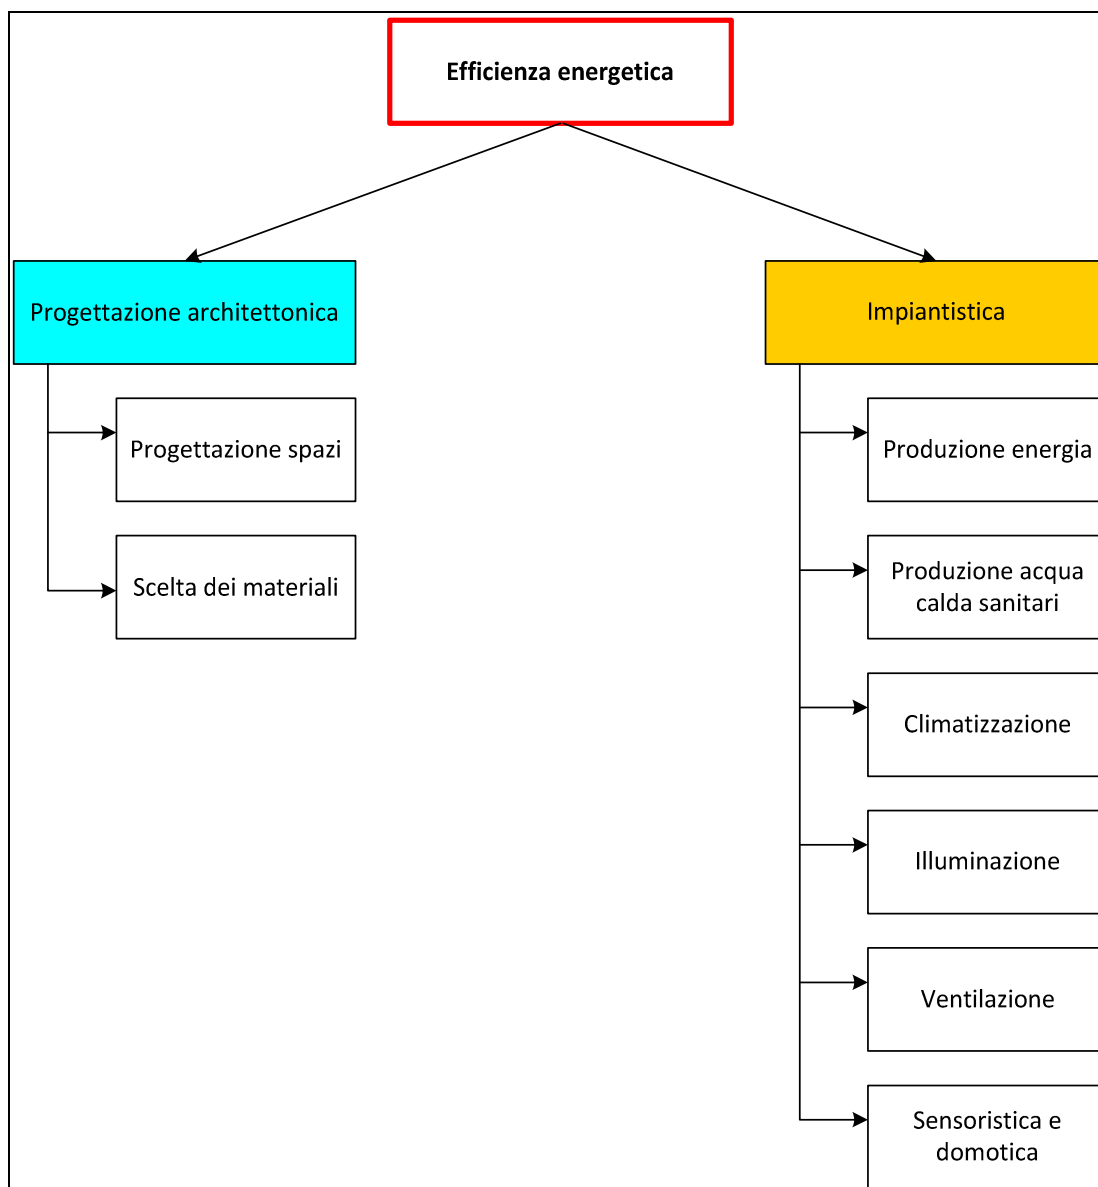 Efficienza energetica
Progettazione architettonica
Impiantistica
Progettazione spazi
Scelta dei materiali
Produzione energia
Produzione acqua
calda sanitari
Climatizzazione
Illuminazione
Ventilazione
Sensoristica e
domotica